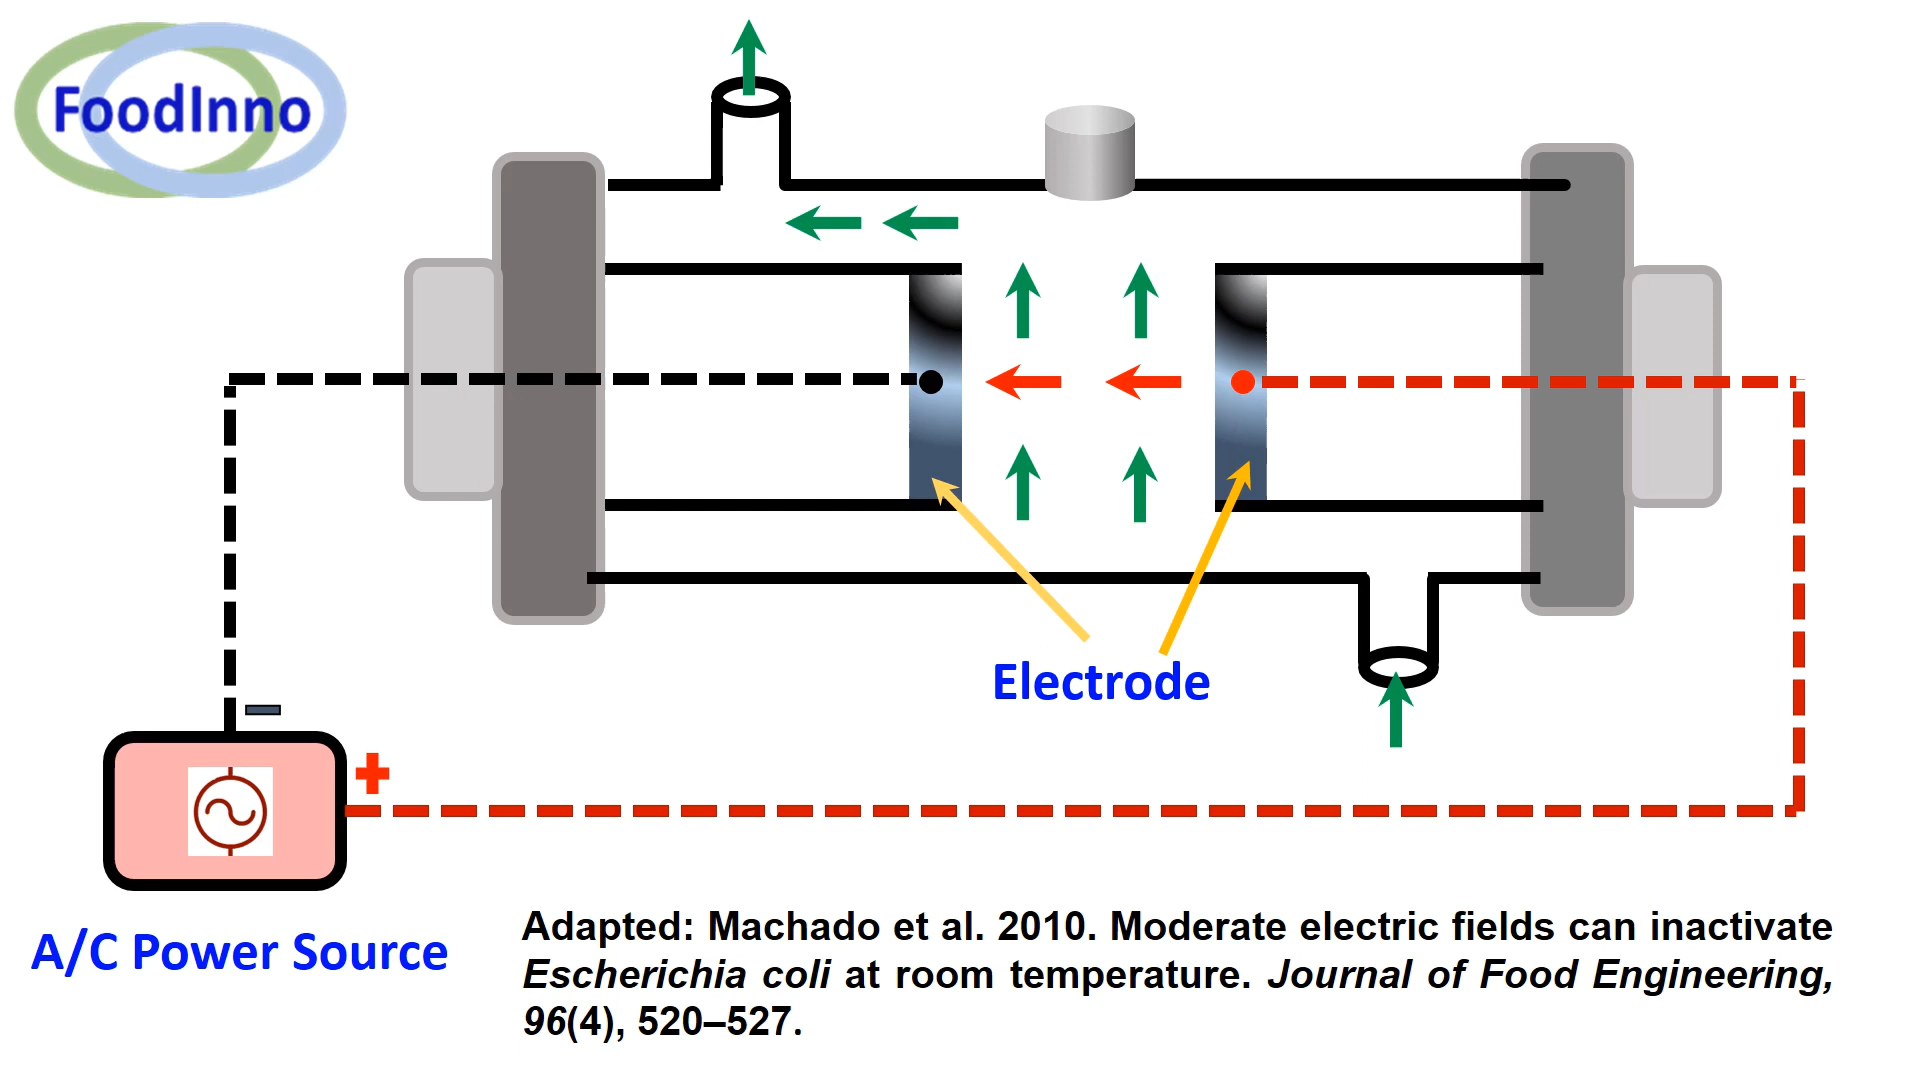 FoodInno
Electrode
A/C Power Source
Adapted: Machado et al. 2010. Moderate electric fields can inactivate
Escherichia coli at room temperature. Journal of Food Engineering,
96(4), 520–527.